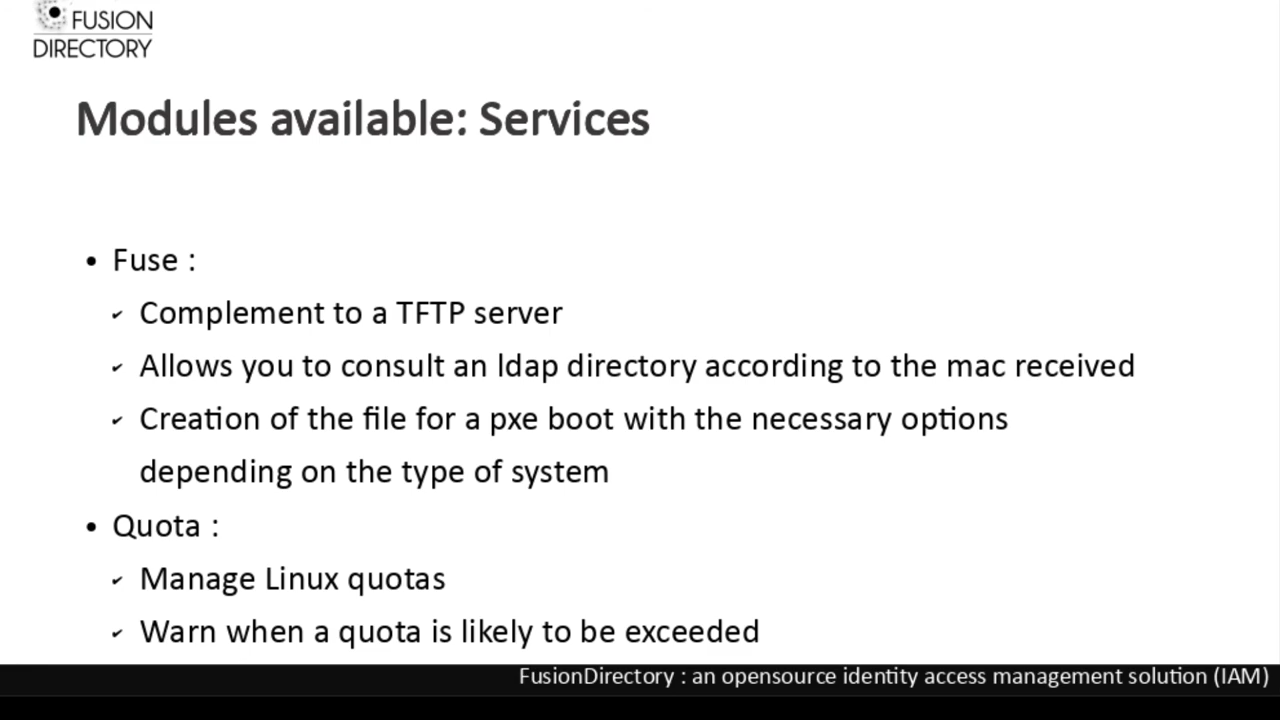 FUSION
DIRECTORY
Modules available: Services
• Fuse :
✔ Complement to a TFTP server
✔ Allows you to consult an ldap directory according to the mac received
✔ Creation of the file for a pxe boot with the necessary options
depending on the type of system
• Quota :
✔ Manage Linux quotas
✔ Warn when a quota is likely to be exceeded
FusionDirectory : an opensource identity access management solution (IAM)